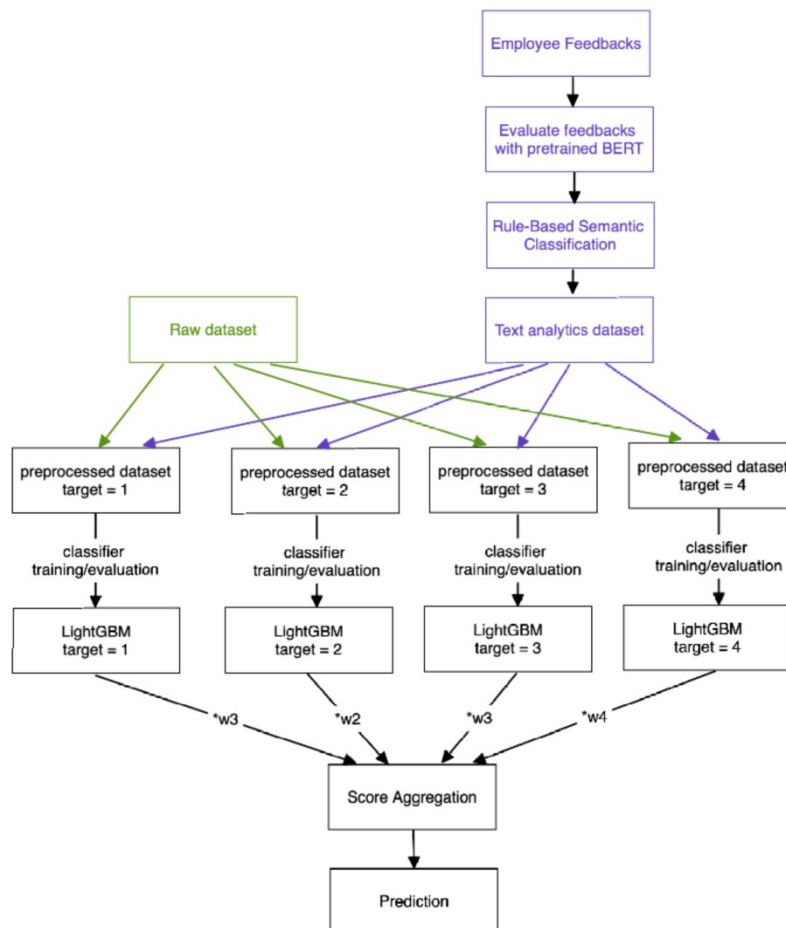 Employee Feedbacks
Evaluate feedbacks
with pretrained BERT
Rule-Based Semantic
Classification
Raw dataset
Text analytics dataset
preprocessed dataset
target = 1
preprocessed dataset
target = 2
preprocessed dataset
target = 3
preprocessed dataset
target = 4
classifier
training/evaluation
classifier
training/evaluation
classifier
training/evaluation
classifier
training/evaluation
LightGBM
target = 1
LightGBM
target = 2
LightGBM
target = 3
LightGBM
target = 4
*w3
*w2
*w3
*w4
Score Aggregation
Prediction